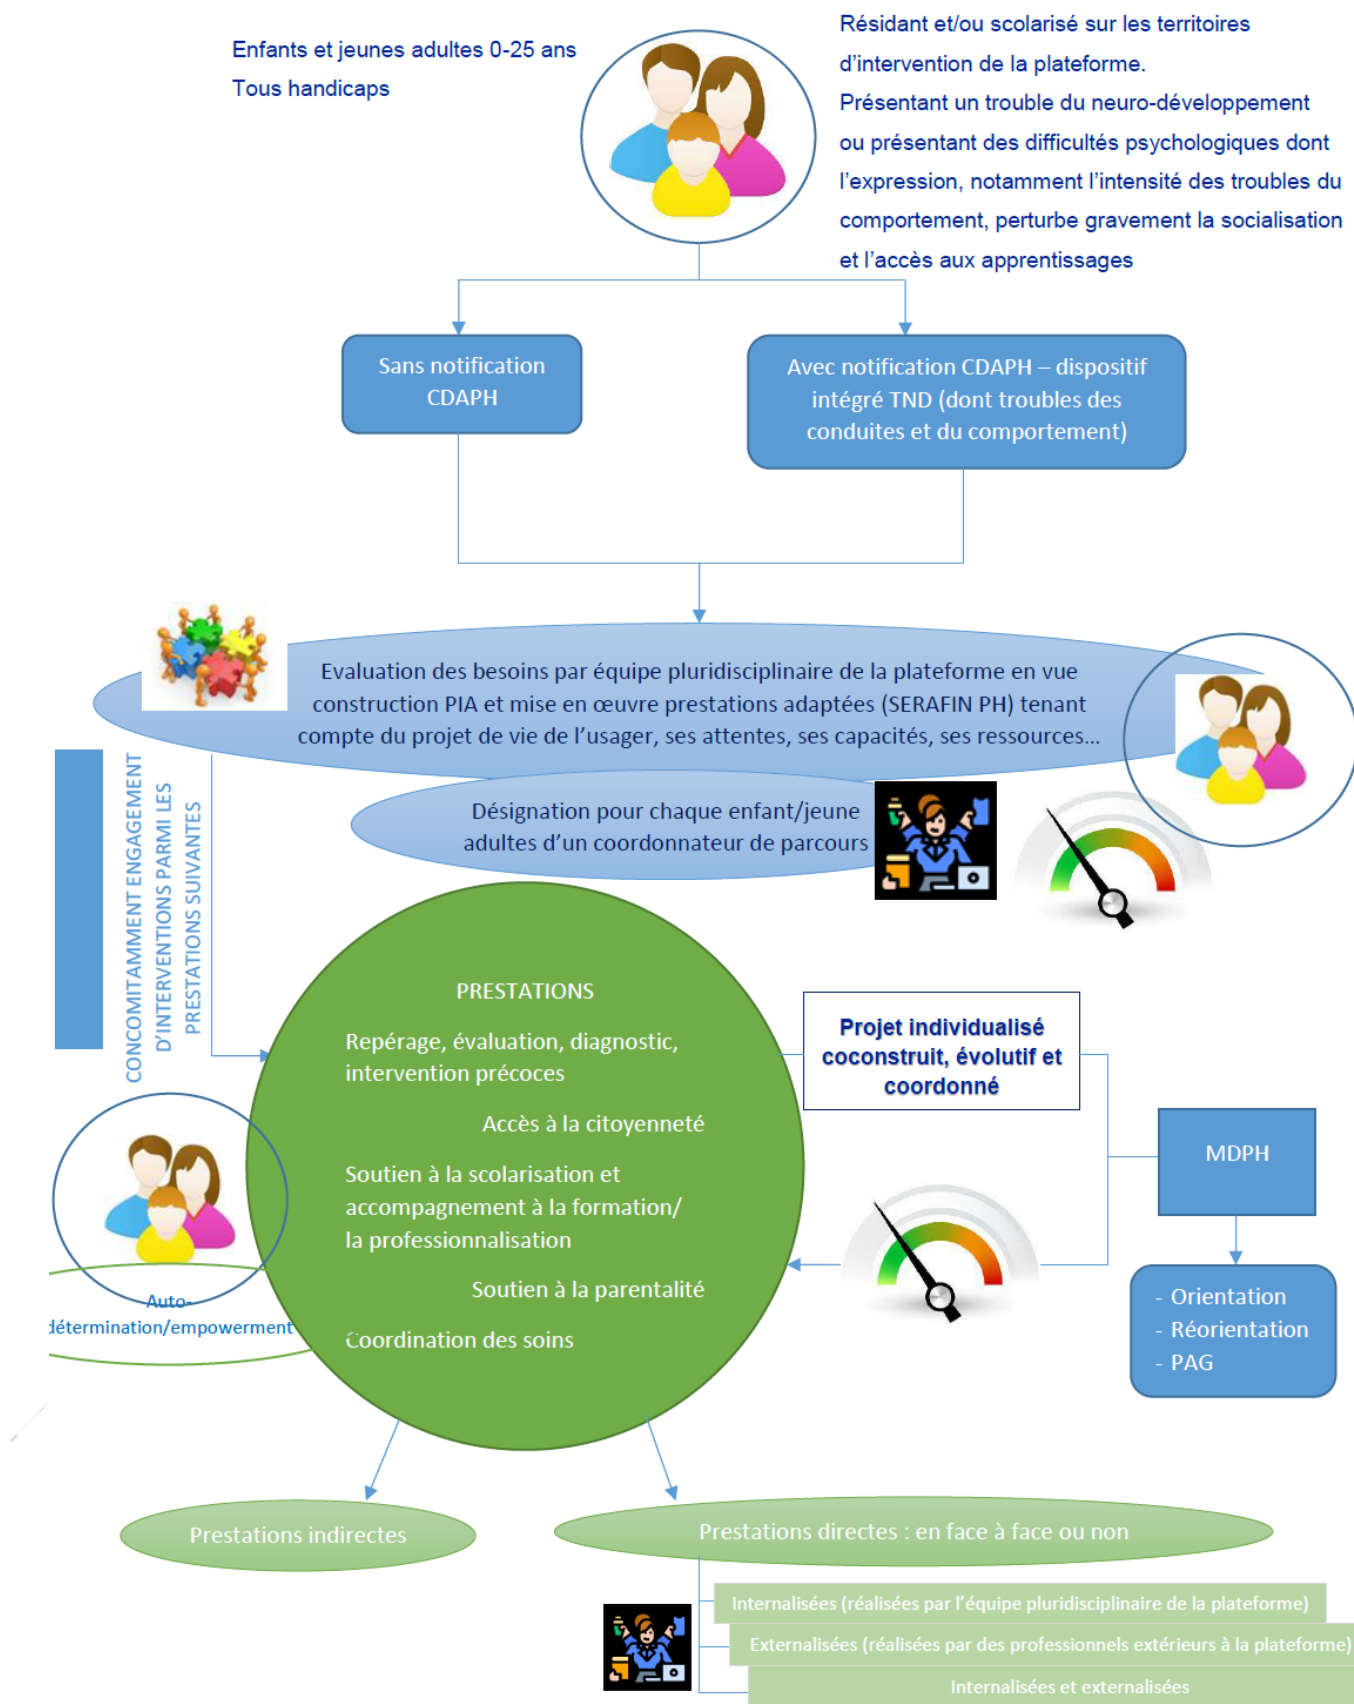 Enfants et jeunes adultes 0-25 ans
Tous handicaps
Résidant et/ou scolarisé sur les territoires
d'intervention de la plateforme.
Présentant un trouble du neuro-développement
ou présentant des difficultés psychologiques dont
l'expression, notamment l'intensité des troubles du
comportement, perturbe gravement la socialisation
et l'accès aux apprentissages
Sans notification
CDAPH
Avec notification CDAPH – dispositif
intégré TND (dont troubles des
conduites et du comportement)
Evaluation des besoins par équipe pluridisciplinaire de la plateforme en vue
construction PIA et mise en œuvre prestations adaptées (SERAFIN PH) tenant
compte du projet de vie de l'usager, ses attentes, ses capacités, ses ressources...
Désignation pour chaque enfant/jeune
adultes d'un coordonnateur de parcours
CONCOMITAMMENT ENGAGEMENT
D'INTERVENTIONS PARMI LES
PRESTATIONS SUIVANTES
PRESTATIONS
Repérage, évaluation, diagnostic,
intervention précoces
Accès à la citoyenneté
Soutien à la scolarisation et
accompagnement à la formation/
la professionnalisation
Soutien à la parentalité
Coordination des soins
Projet individualisé
coconstruit, évolutif et
coordonné
MDPH
- Orientation
- Réorientation
- PAG
Auto-
détermination/empowerment
Prestations indirectes
Prestations directes : en face à face ou non
Internalisées (réalisées par l'équipe pluridisciplinaire de la plateforme)
Externalisées (réalisées par des professionnels extérieurs à la plateforme)
Internalisées et externalisées